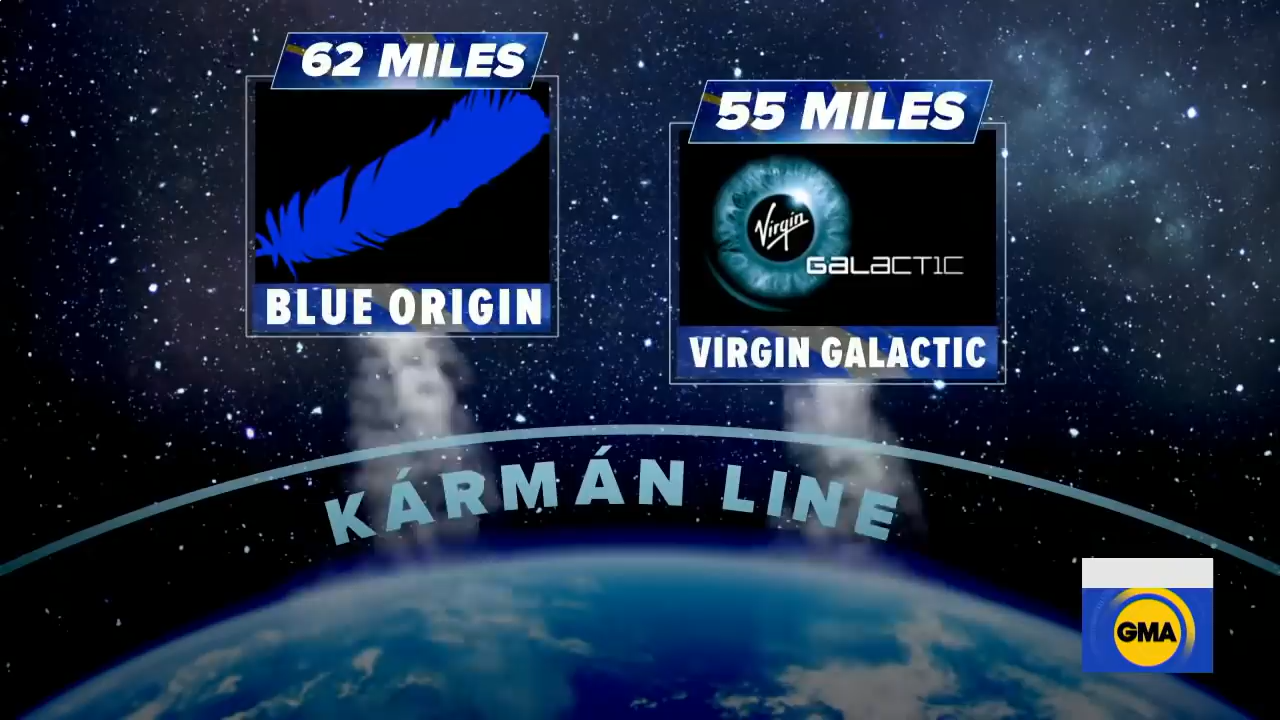 62 MILES
BLUE ORIGIN
55 MILES
Virgin
GALACTIC
VIRGIN GALACTIC
KÁRMÁN LINE
GMA